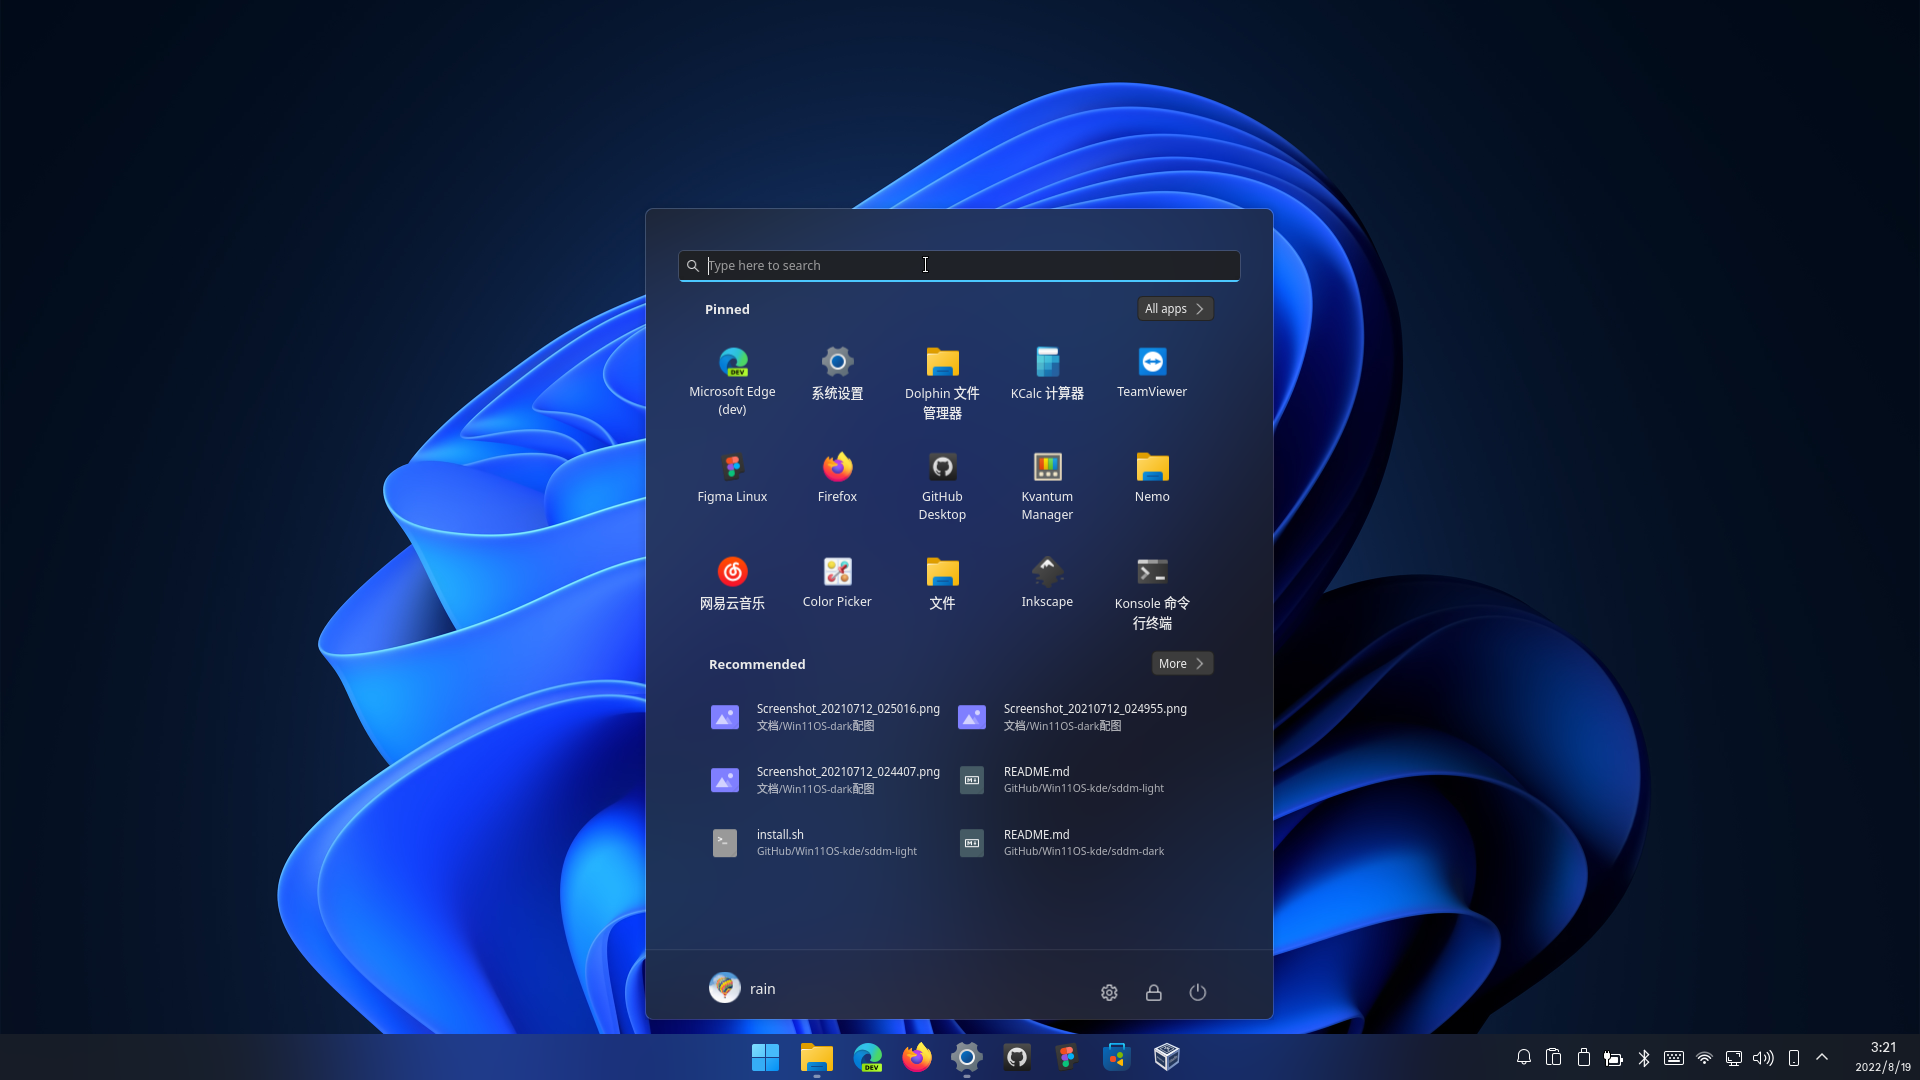 Type here to search
Pinned
All apps
Microsoft Edge
(dev)
系统设置
Dolphin 文件
管理器
KCalc 计算器
TeamViewer
Figma Linux
Firefox
GitHub
Desktop
Kvantum
Manager
Nemo
网易云音乐
Color Picker
文件
Inkscape
Konsole 命令
行终端
Recommended
More
Screenshot_20210712_025016.png
文档/Win11OS-dark配图
Screenshot_20210712_024955.png
文档/Win11OS-dark配图
Screenshot_20210712_024407.png
文档/Win11OS-dark配图
README.md
GitHub/Win11OS-kde/sddm-light
install.sh
GitHub/Win11OS-kde/sddm-light
README.md
GitHub/Win11OS-kde/sddm-dark
rain
DEV
3:21
2022/8/19